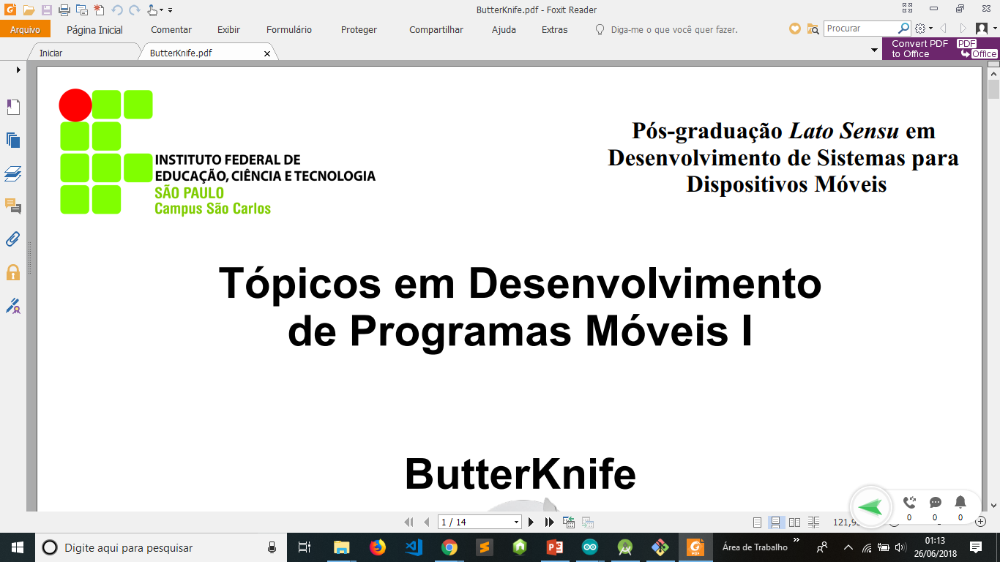 ButterKnife.pdf - Foxit Reader
Arquivo Página Inicial Comentar Exibir Formulário Proteger Compartilhar Ajuda Extras Diga-me o que você quer fazer. Procurar
Iniciar ButterKnife.pdf
Convert PDF
to Office
PDF
Office
INSTITUTO FEDERAL DE
EDUCAÇÃO, CIÊNCIA E TECNOLOGIA
SÃO PAULO
Campus São Carlos
Pós-graduação Lato Sensu em
Desenvolvimento de Sistemas para
Dispositivos Móveis
Tópicos em Desenvolvimento
de Programas Móveis I
ButterKnife
0 0 0
1 / 14
Digite aqui para pesquisar
Área de Trabalho
01:13
26/06/2018